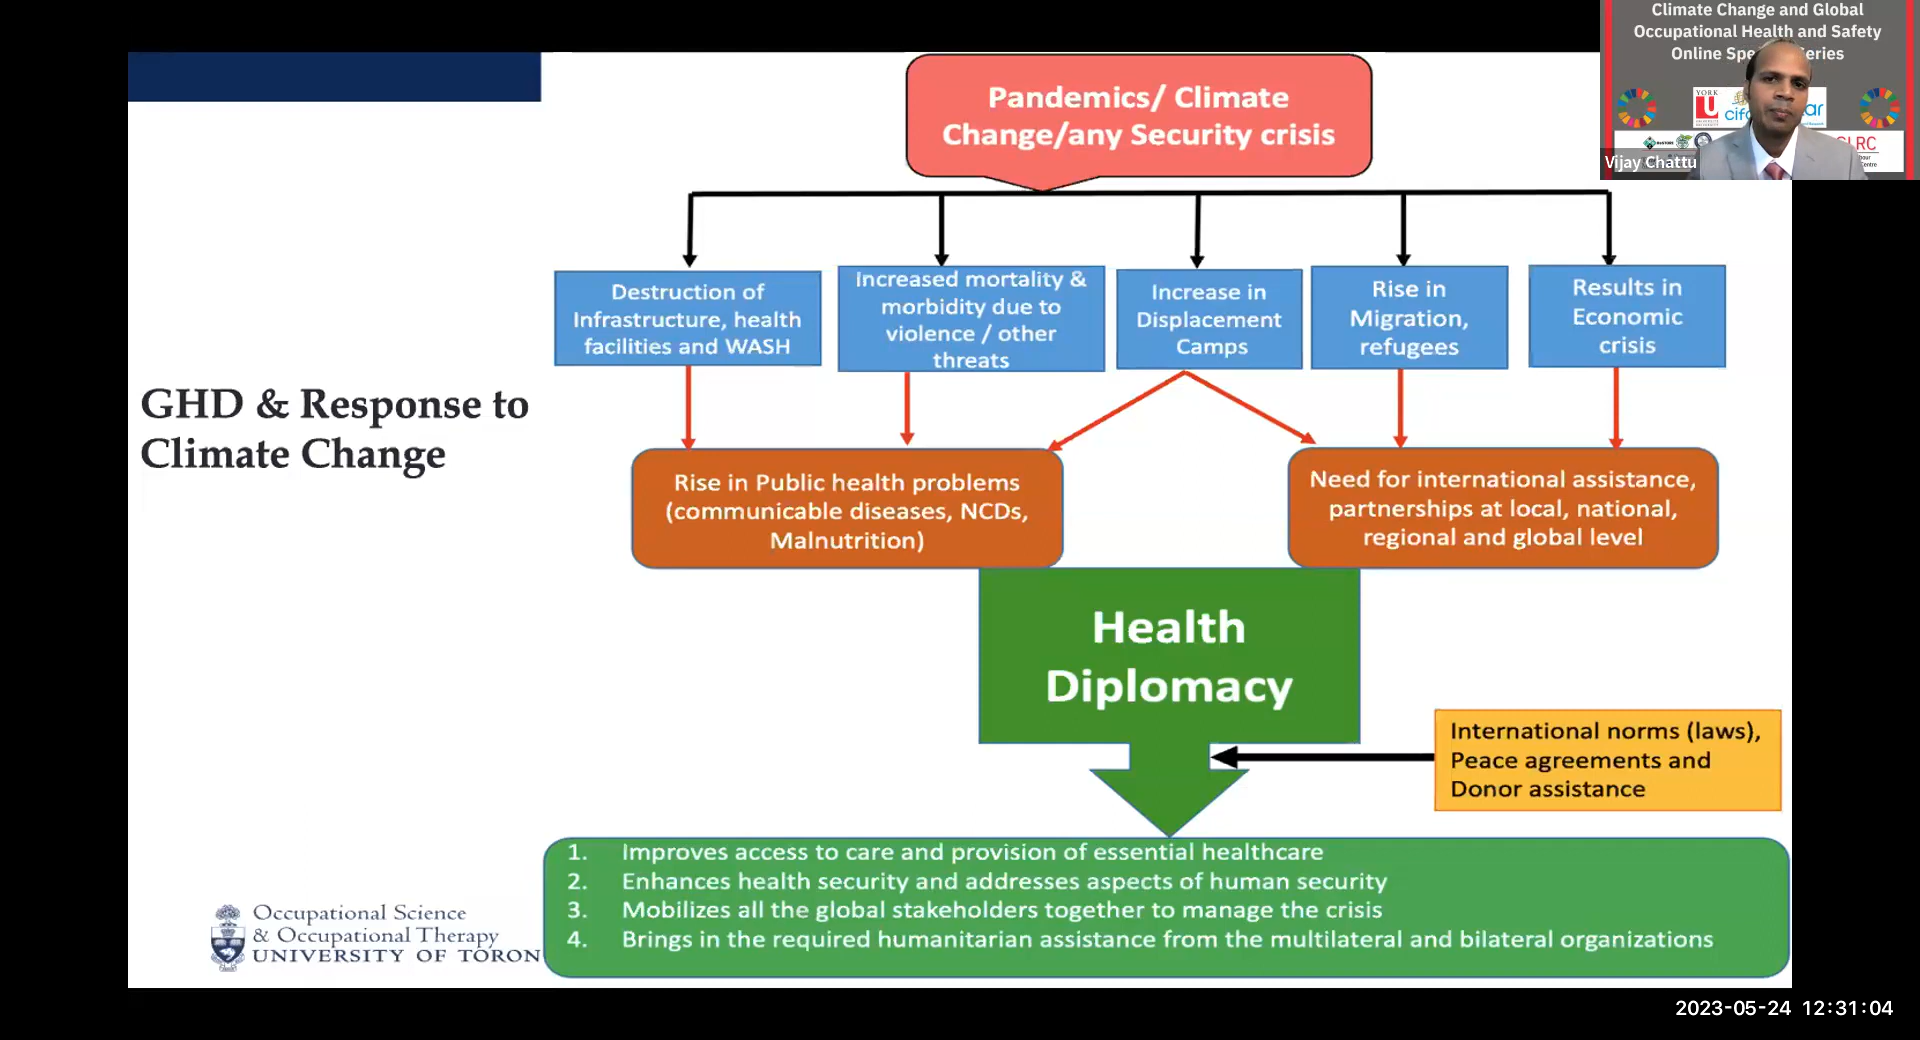 Climate Change and Global
Occupational Health and Safety
Online Spe eries
YORK
U
cif
ar
LRC
Vijay Chattu
Pandemics/ Climate
Change/any Security crisis
Destruction of
Infrastructure, health
facilities and WASH
Increased mortality &
morbidity due to
violence / other
threats
Increase in
Displacement
Camps
Rise in
Migration,
refugees
Results in
Economic
crisis
GHD & Response to
Climate Change
Rise in Public health problems
(communicable diseases, NCDs,
Malnutrition)
Need for international assistance,
partnerships at local, national,
regional and global level
Health
Diplomacy
International norms (laws),
Peace agreements and
Donor assistance
1. Improves access to care and provision of essential healthcare
2. Enhances health security and addresses aspects of human security
3. Mobilizes all the global stakeholders together to manage the crisis
4. Brings in the required humanitarian assistance from the multilateral and bilateral organizations
Occupational Science
& Occupational Therapy
UNIVERSITY OF TORON
2023-05-24 12:31:04